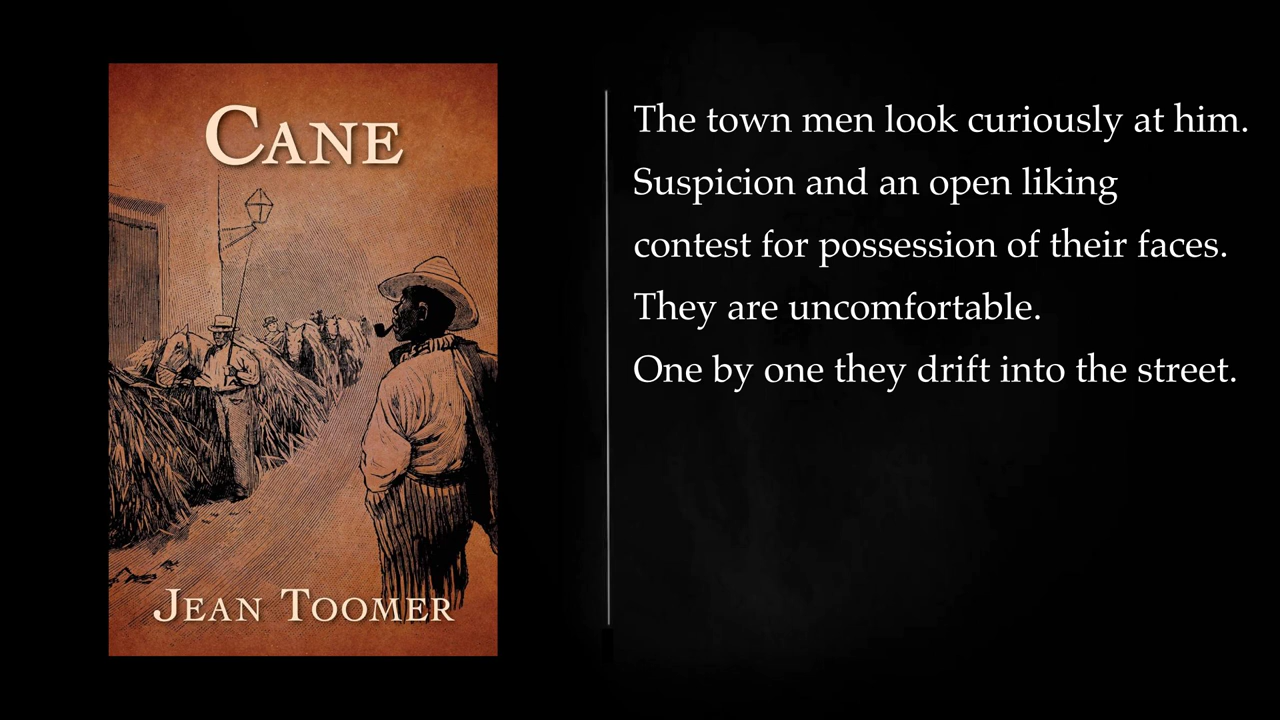 CANE
JEAN TOOMER
The town men look curiously at him.
Suspicion and an open liking
contest for possession of their faces.
They are uncomfortable.
One by one they drift into the street.